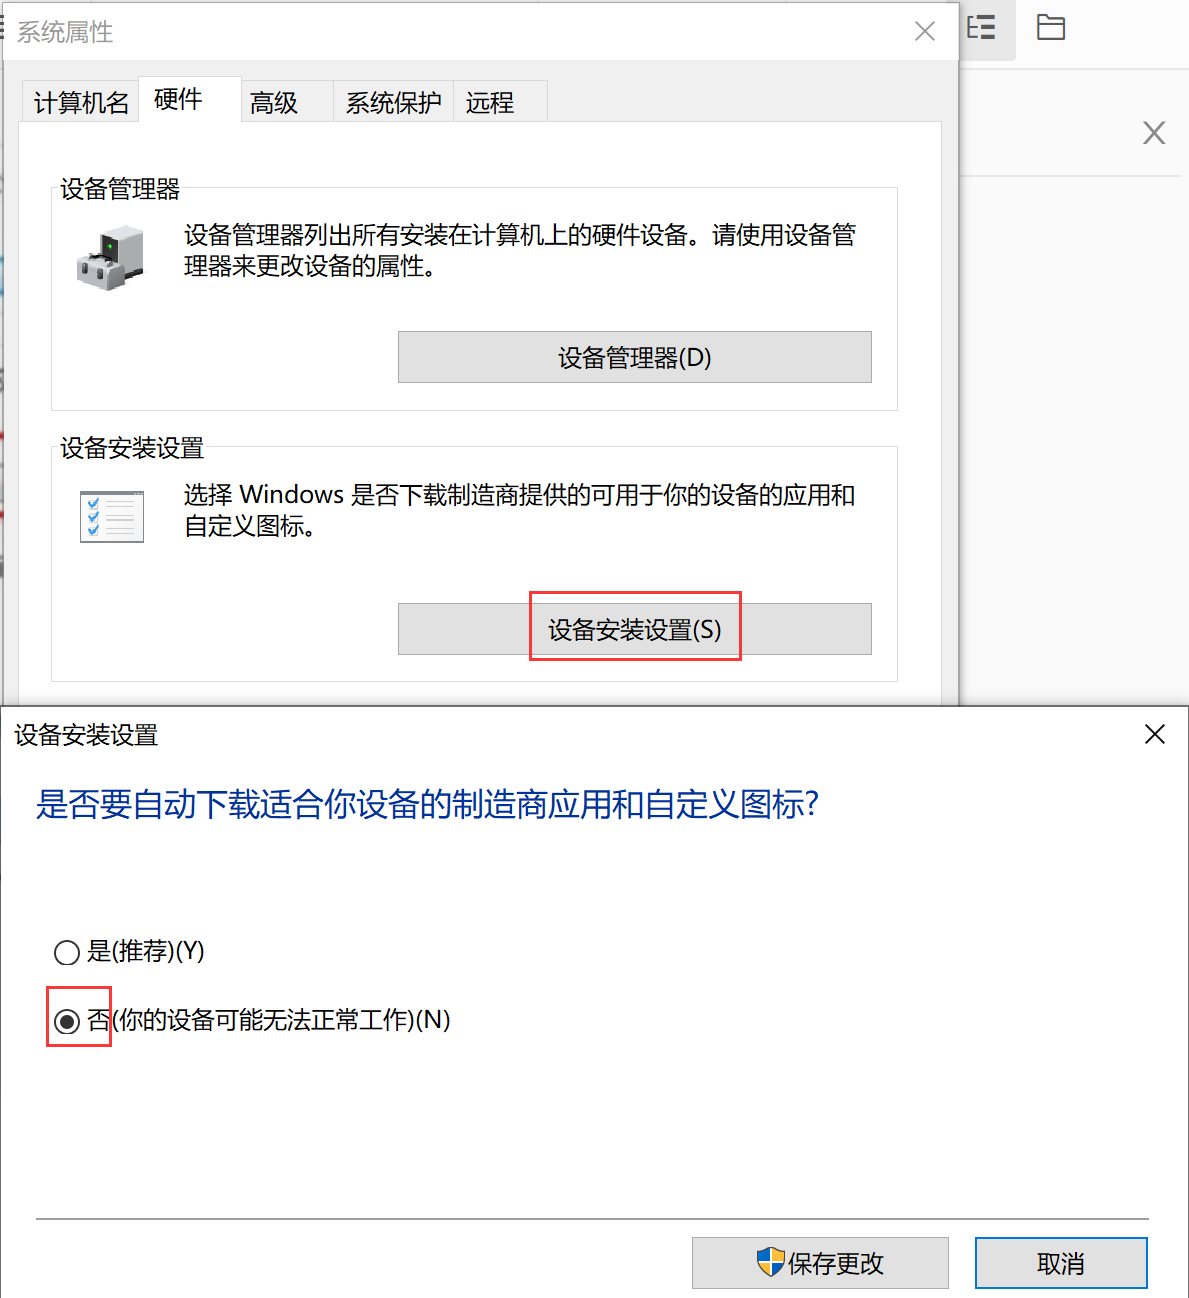 系统属性
计算机名
硬件
高级
系统保护
远程
设备管理器
设备管理器列出所有安装在计算机上的硬件设备。请使用设备管
理器来更改设备的属性。
设备管理器(D)
设备安装设置
选择 Windows 是否下载制造商提供的可用于你的设备的应用和
自定义图标。
设备安装设置(S)
设备安装设置
是否要自动下载适合你设备的制造商应用和自定义图标?
是(推荐)(Y)
否(你的设备可能无法正常工作)(N)
保存更改
取消